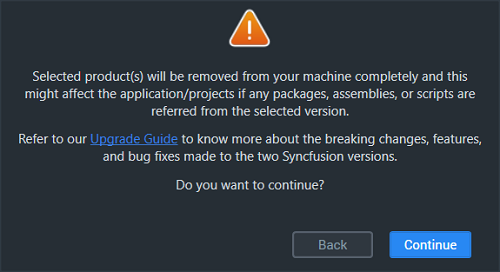 Selected product(s) will be removed from your machine completely and this
might affect the application/projects if any packages, assemblies, or scripts are
referred from the selected version.
Refer to our Upgrade Guide to know more about the breaking changes, features,
and bug fixes made to the two Syncfusion versions.
Do you want to continue?
Back
Continue